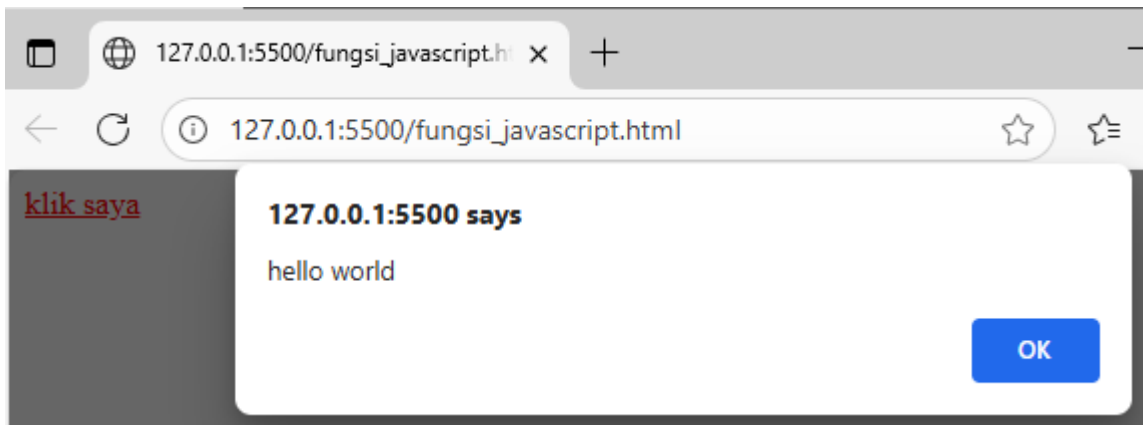 127.0.0.1:5500/fungsi_javascript.h
127.0.0.1:5500/fungsi_javascript.html
klik saya
127.0.0.1:5500 says
hello world
OK